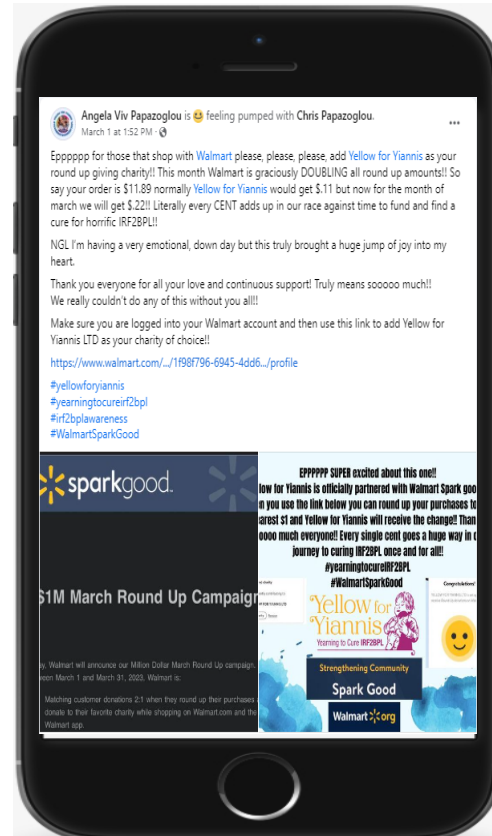 Angela Viv Papazoglou is feeling pumped with Chris Papazoglou.
March 1 at 1:52 PM ·
Epppppp for those that shop with Walmart please, please, please, add Yellow for Yiannis as your
round up giving charity!! This month Walmart is graciously DOUBLING all round up amounts!! So
say your order is $11.89 normally Yellow for Yiannis would get $.11 but now for the month of
march we will get $.22!! Literally every CENT adds up in our race against time to fund and find a
cure for horrific IRF2BPL!!
NGL I'm having a very emotional, down day but this truly brought a huge jump of joy into my
heart.
Thank you everyone for all your love and continuous support! Truly means sooooo much!!
We really couldn't do any of this without you all!!
Make sure you are logged into your Walmart account and then use this link to add Yellow for
Yiannis LTD as your charity of choice!!
https://www.walmart.com/.../1f98f796-6945-4dd6.../profile
#yellowforyiannis
#yearningtocureirf2bpl
#irf2bplawareness
#WalmartSparkGood
sparkgood.
$1M March Round Up Campaign
y, Walmart will announce our Million Dollar March Round Up campaign.
ween March 1 and March 31, 2023, Walmart is:
Matching customer donations 2:1 when they round up their purchases
donate to their favorite charity while shopping on Walmart.com and the
Walmart app.
EPPPPPP SUPER excited about this one!!
low for Yiannis is officially partnered with Walmart Spark goo
n you use the link below you can round up your purchases to
arest $1 and Yellow for Yiannis will receive the change!! Than
oooo much everyone!! Every single cent goes a huge way in
journey to curing IRF2BPL once and for all!!
#yearningtocureIRF2BPL
#WalmartSparkGood
Congratulations!
Yellow for
Yiannis
Yearning to Cure IRF2BPL
Strengthening Community
Spark Good
Walmart org